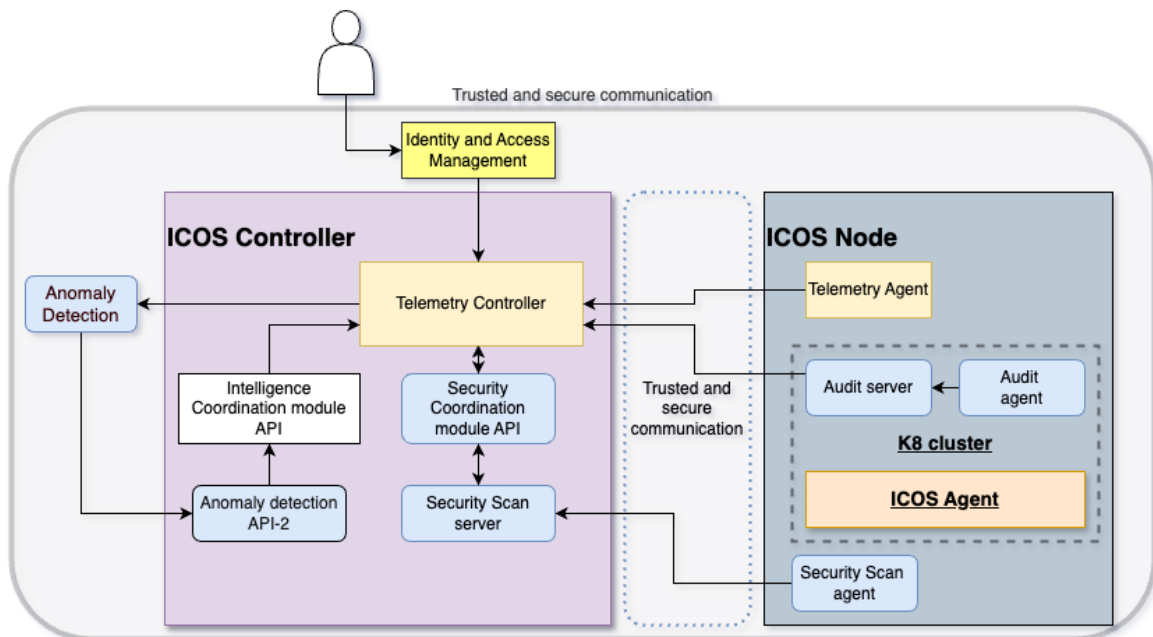 Trusted and secure communication
Identity and Access
Management
ICOS Controller
ICOS Node
Anomaly
Detection
Telemetry Controller
Telemetry Agent
Intelligence
Coordination module
API
Security
Coordination
module API
Trusted and
secure
communication
Audit server
Audit
agent
K8 cluster
ICOS Agent
Anomaly detection
API-2
Security Scan
server
Security Scan
agent